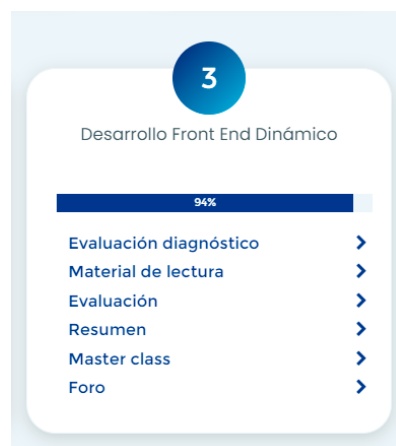 3
Desarrollo Front End Dinámico
94%
Evaluación diagnóstico
Material de lectura
Evaluación
Resumen
Master class
Foro